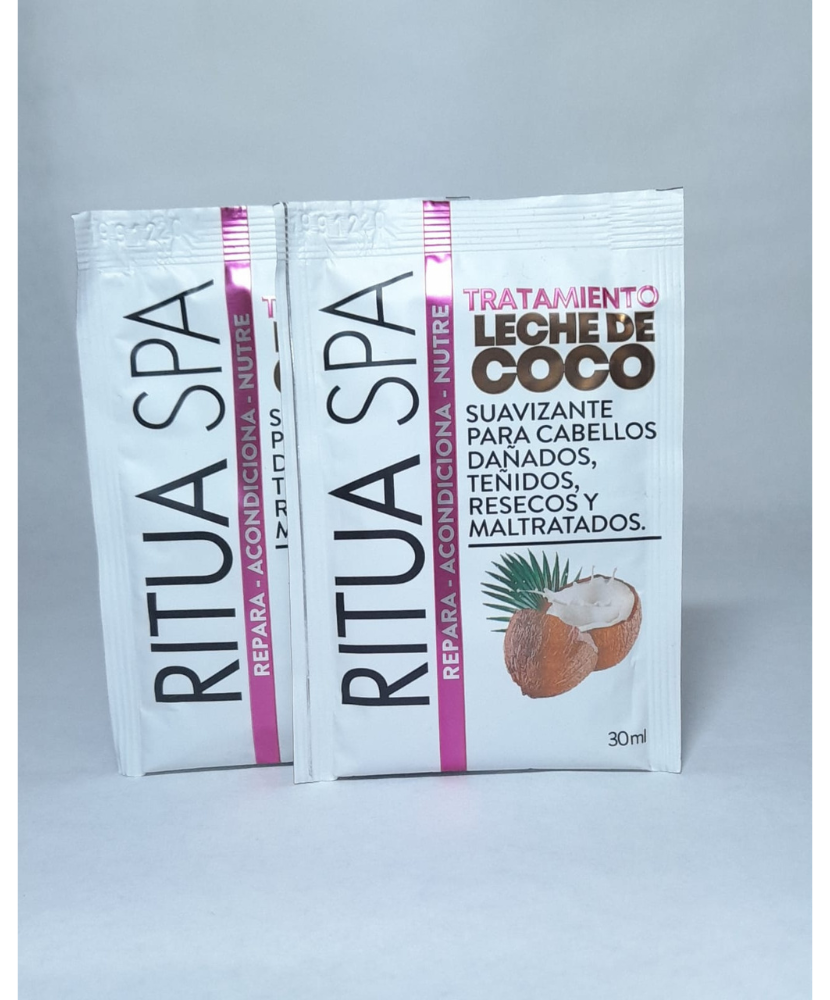 RITUA SPA
REPARA - ACONDICIONA - NUTRE
RITUA SPA
REPARA - ACONDICIONA - NUTRE
TRATAMIENTO
LECHE DE
COCO
SUAVIZANTE
PARA CABELLOS
DAÑADOS,
TEÑIDOS,
RESECOS Y
MALTRATADOS.
30ml